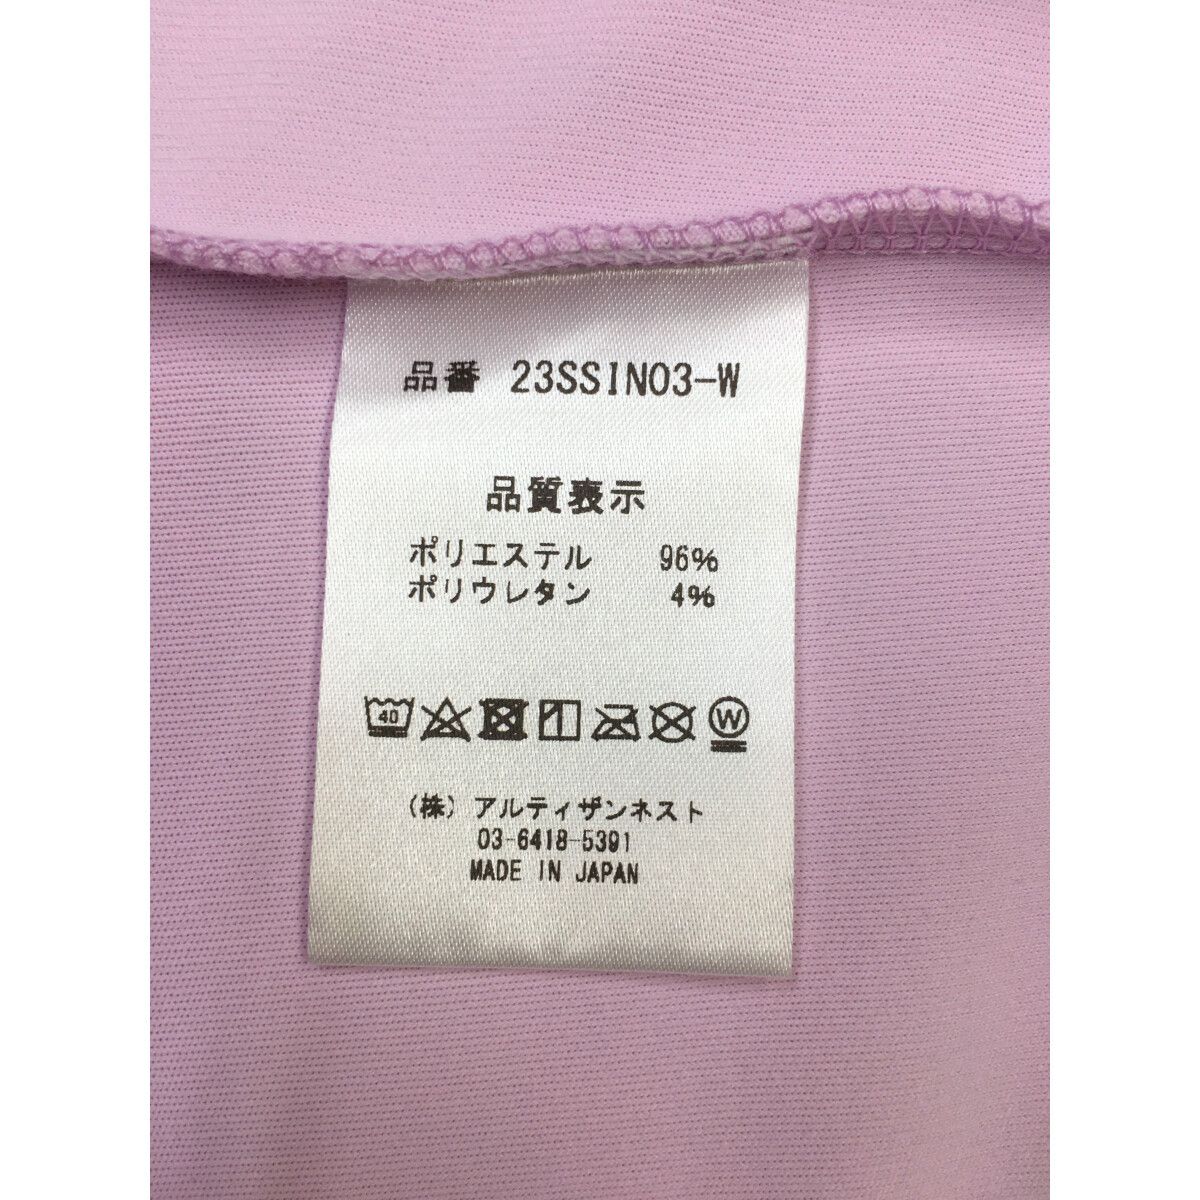 品番 23SSIN03-W
品質表示
ポリエステル 96%
ポリウレタン 4%
40 W
(株) アルティザンネスト
03-6418-5391
MADE IN JAPAN